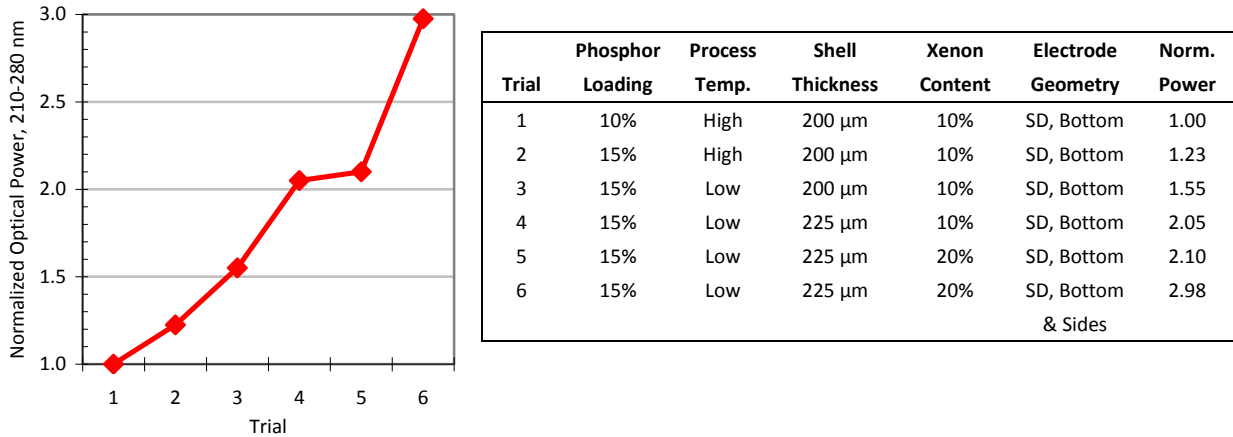 Normalized Optical Power, 210-280 nm
3.0
2.5
2.0
1.5
1.0
1 2 3 4 5 6
Trial
Phosphor Process Shell Xenon Electrode Norm.
Trial Loading Temp. Thickness Content Geometry Power
1 10% High 200 µm 10% SD, Bottom 1.00
2 15% High 200 µm 10% SD, Bottom 1.23
3 15% Low 200 µm 10% SD, Bottom 1.55
4 15% Low 225 µm 10% SD, Bottom 2.05
5 15% Low 225 µm 20% SD, Bottom 2.10
6 15% Low 225 µm 20% SD, Bottom 2.98
& Sides